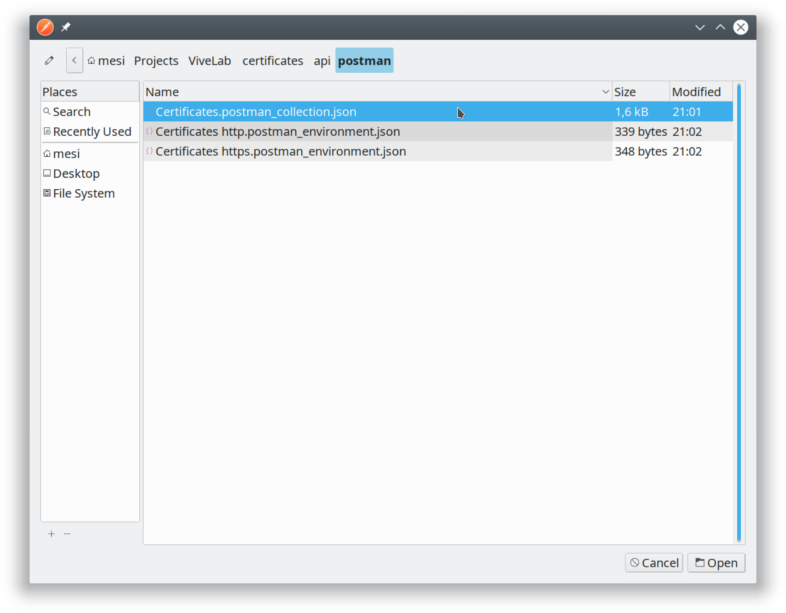 mesi Projects ViveLab certificates api postman
Places
Search
Recently Used
mesi
Desktop
File System
Name Size Modified
Certificates.postman_collection.json 1,6 kB 21:01
Certificates http.postman_environment.json 339 bytes 21:02
Certificates https.postman_environment.json 348 bytes 21:02
Cancel Open